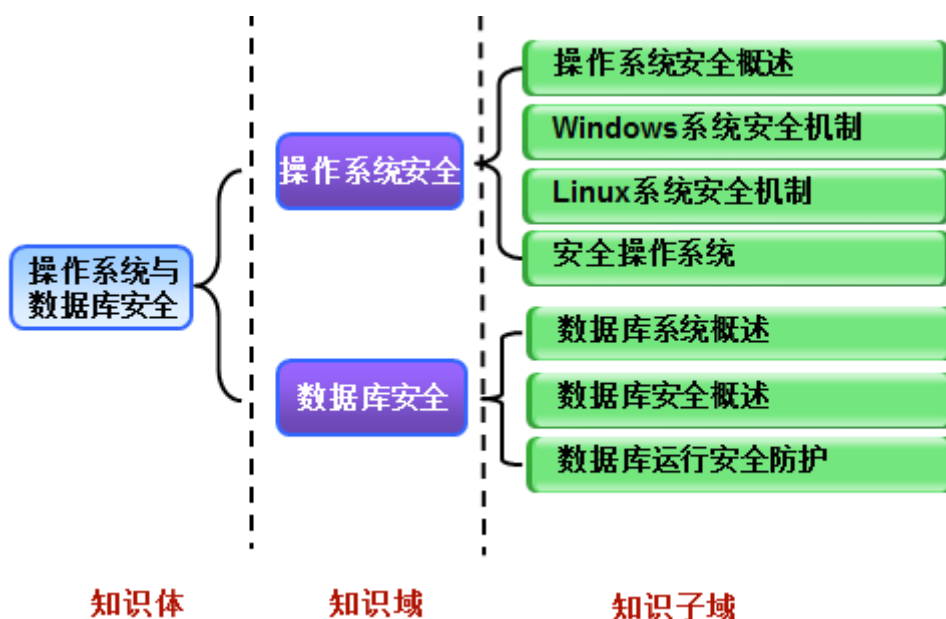 操作系统与
数据库安全
操作系统安全
数据库安全
操作系统安全概述
Windows系统安全机制
Linux系统安全机制
安全操作系统
数据库系统概述
数据库安全概述
数据库运行安全防护
知识体
知识域
知识子域